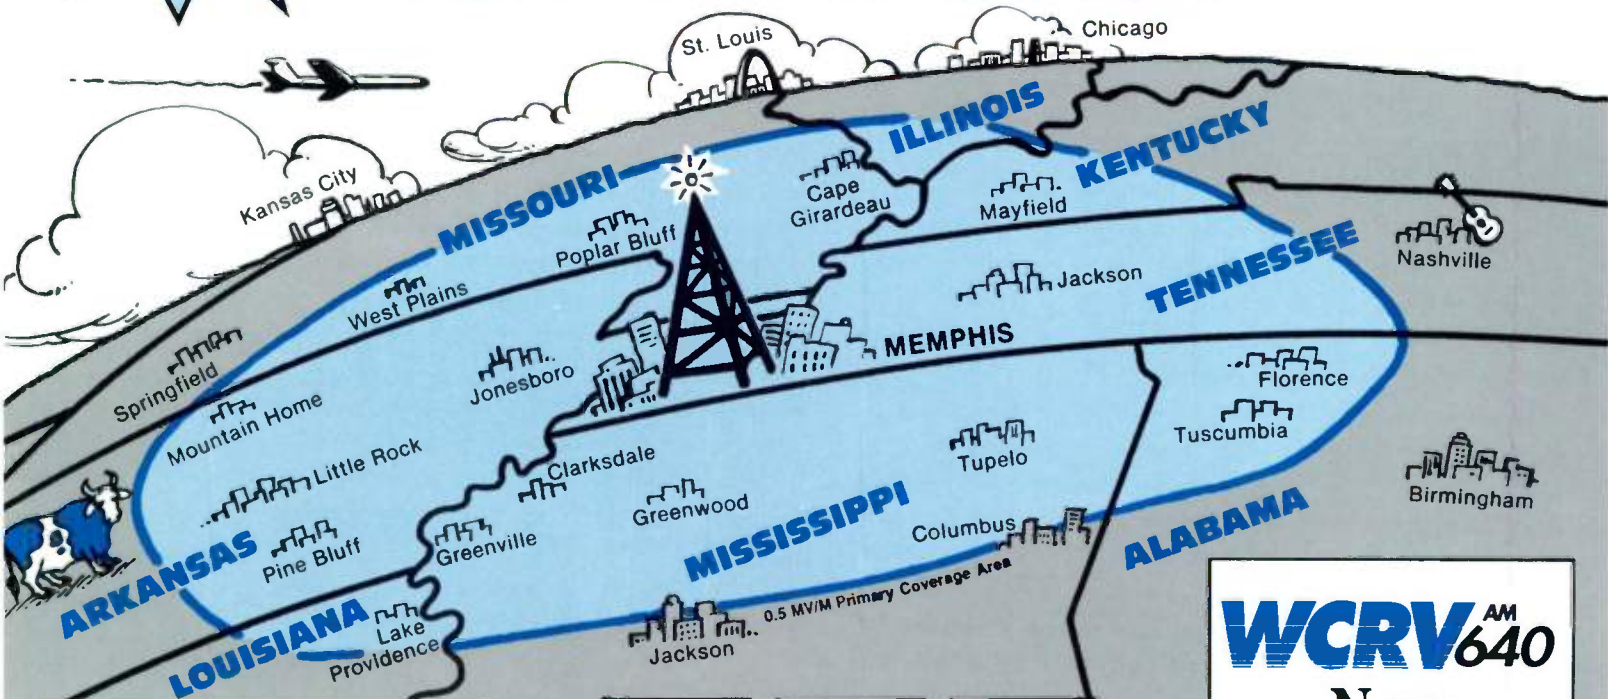 Chicago
St. Louis
ILLINOIS
KENTUCKY
Kansas City
MISSOURI
Cape
Girardeau
Mayfield
Poplar Bluff
TENNESSEE
Nashville
West Plains
Jackson
Springfield
Jonesboro
MEMPHIS
Florence
Mountain Home
Tuscumbia
Little Rock
Clarksdale
Tupelo
Birmingham
Greenwood
MISSISSIPPI
Columbus
ALABAMA
ARKANSAS
Pine Bluff
Greenville
0.5 MV/M Primary Coverage Area
LOUISIANA
Lake
Providence
Jackson
WCRV AM
640